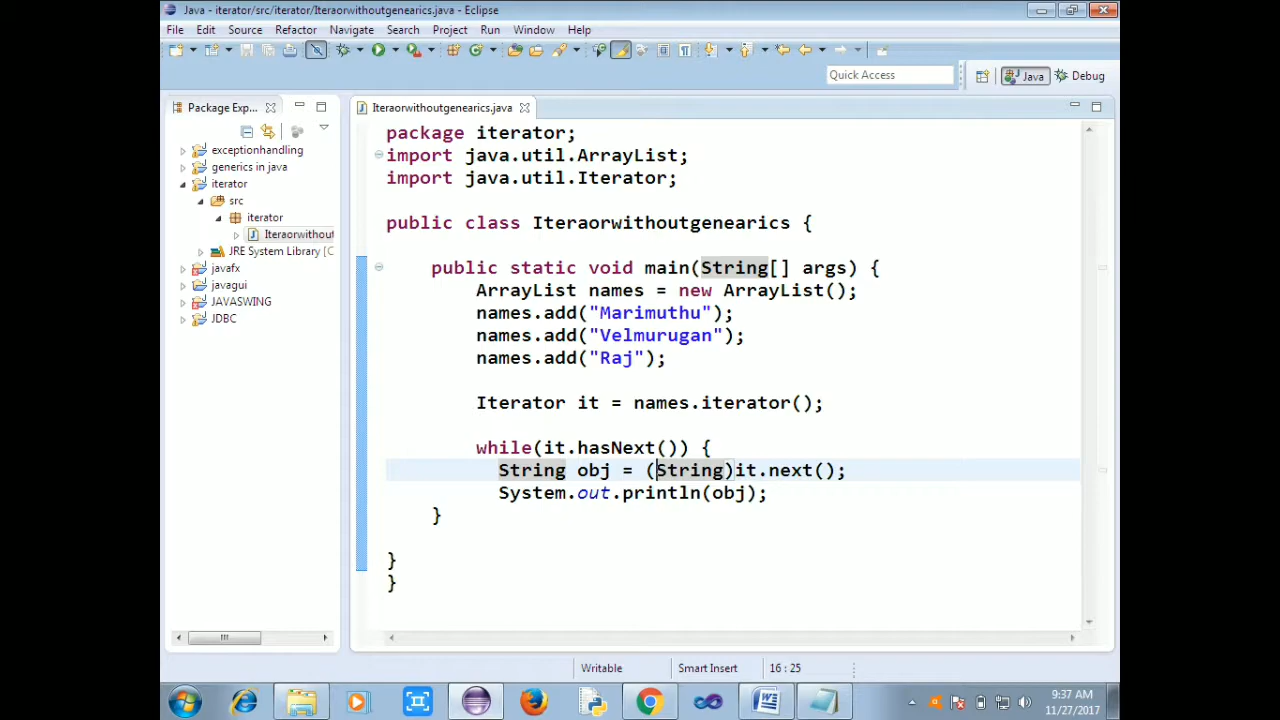 Java - iterator/src/iterator/Iteraorwithoutgenearics.java - Eclipse
File Edit Source Refactor Navigate Search Project Run Window Help
Quick Access
Java Debug
Package Exp...
Iteraorwithoutgenearics.java
exceptionhandling
generics in java
iterator
src
iterator
Iteraorwithout
JRE System Library [C
javafx
javagui
JAVASWING
JDBC
package iterator;
import java.util.ArrayList;
import java.util.Iterator;
public class Iteraorwithoutgenearics {
public static void main(String[] args) {
ArrayList names = new ArrayList();
names.add("Marimuthu");
names.add("Velmurugan");
names.add("Raj");
Iterator it = names.iterator();
while(it.hasNext()) {
String obj = (String)it.next();
System.out.println(obj);
}
}
}
Writable Smart Insert 16 : 25
9:37 AM
11/27/2017